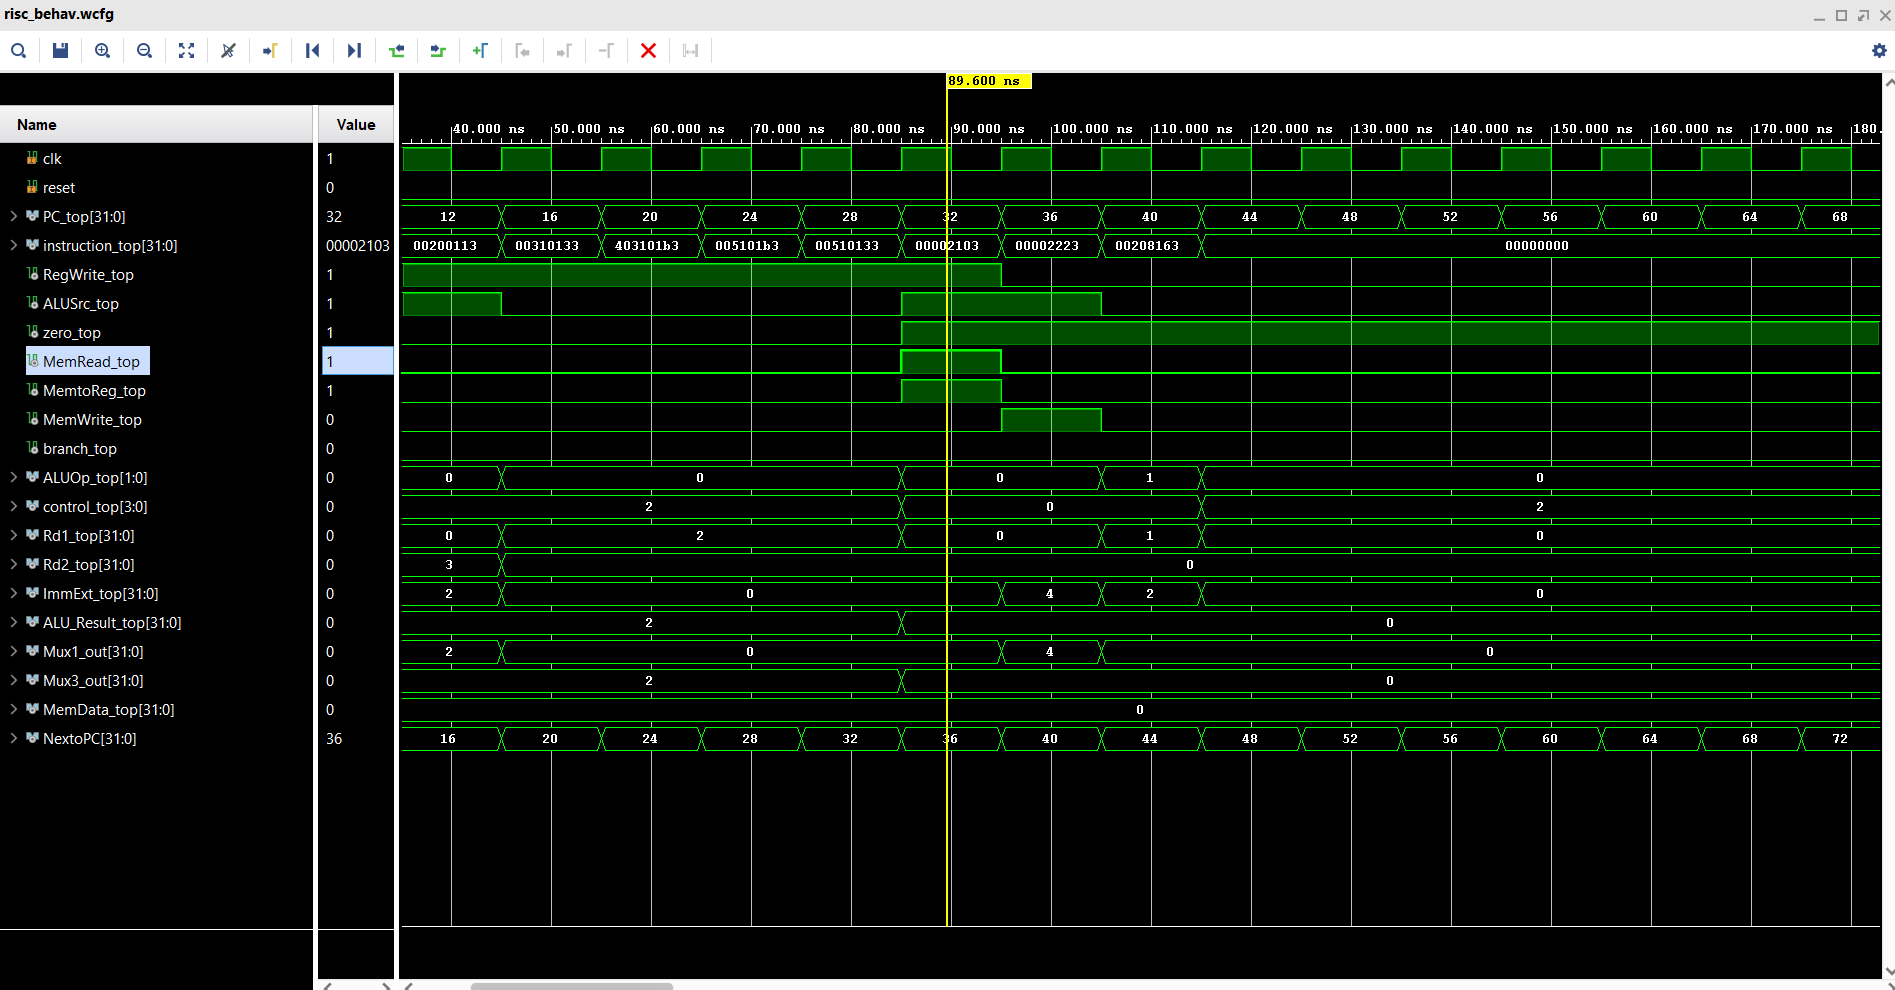 risc_behav.wcfg
89.600 ns
Name Value
40.000 ns 50.000 ns 60.000 ns 70.000 ns 80.000 ns 90.000 ns 100.000 ns 110.000 ns 120.000 ns 130.000 ns 140.000 ns 150.000 ns 160.000 ns 170.000 ns 180.
clk 1
reset 0
PC_top[31:0] 32 12 16 20 24 28 32 36 40 44 48 52 56 60 64 68
instruction_top[31:0] 00002103 00200113 00310133 403101b3 005101b3 00510133 00002103 00002223 00208163 00000000
RegWrite_top 1
ALUSrc_top 1
zero_top 1
MemRead_top 1
MemtoReg_top 1
MemWrite_top 0
branch_top 0
ALUOp_top[1:0] 0 0 0 0 1 0
control_top[3:0] 0 2 0 2
Rd1_top[31:0] 0 0 2 0 1 0
Rd2_top[31:0] 0 3 0
ImmExt_top[31:0] 0 2 0 4 2 0
ALU_Result_top[31:0] 0 2 0
Mux1_out[31:0] 0 2 0 4 0
Mux3_out[31:0] 0 2 0
MemData_top[31:0] 0 0
NextoPC[31:0] 36 16 20 24 28 32 36 40 44 48 52 56 60 64 68 72